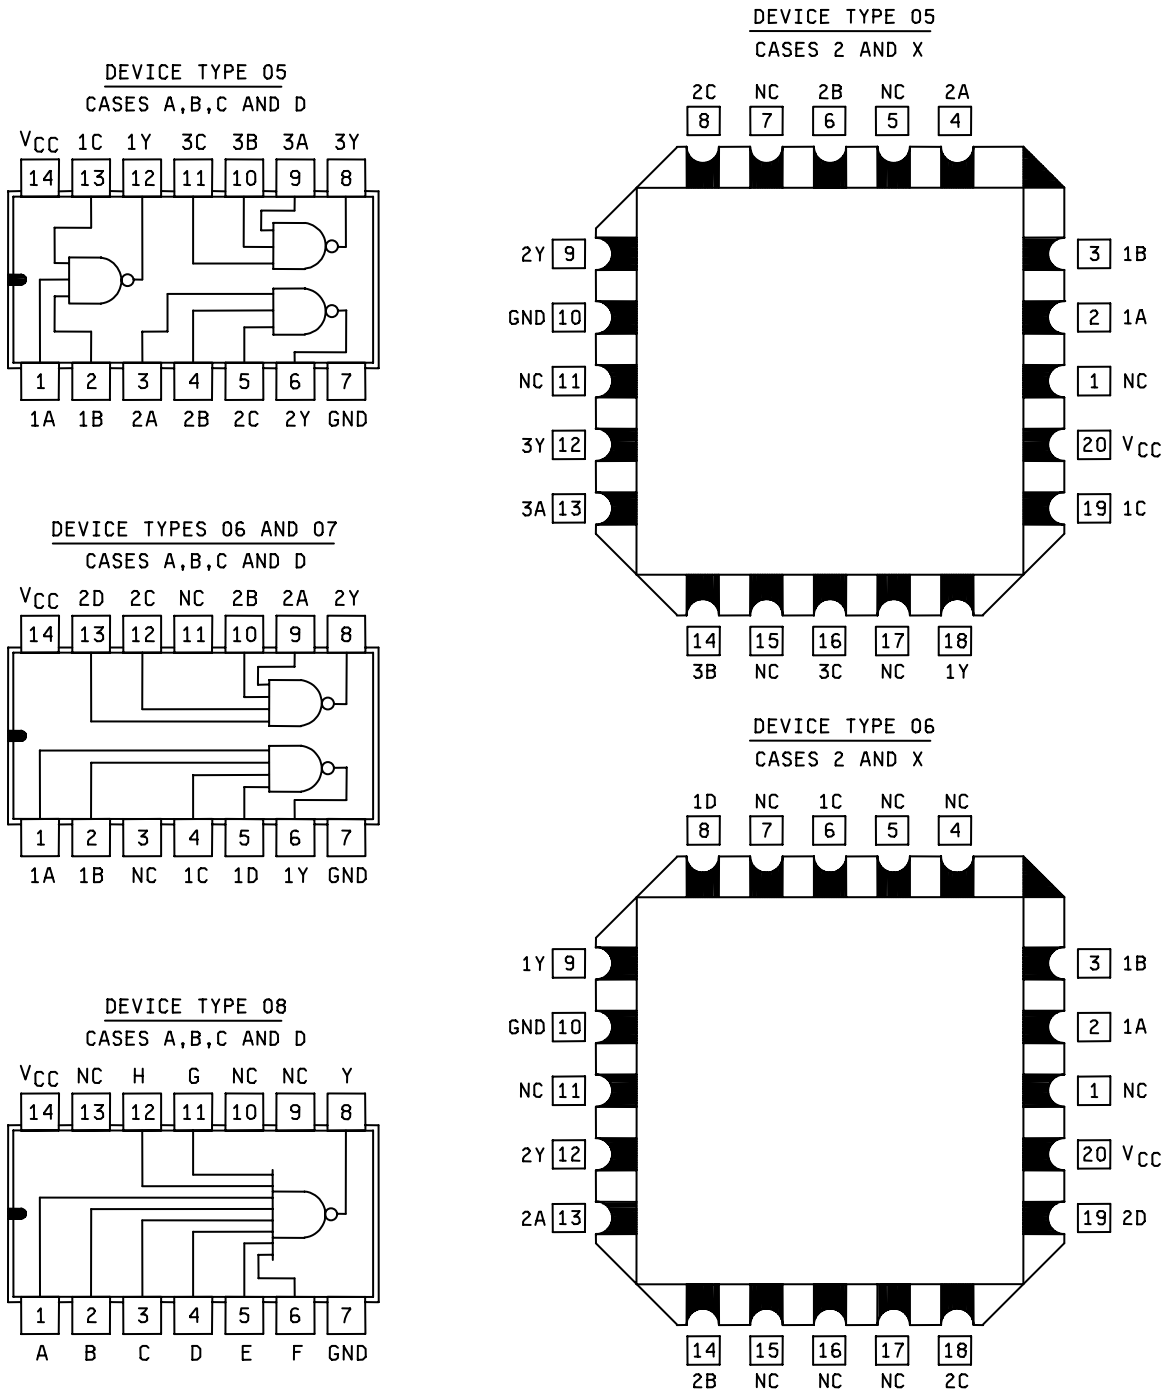 DEVICE TYPE 05
CASES A,B,C AND D
VCC 1C 1Y 3C 3B 3A 3Y
14 13 12 11 10 9 8
1 2 3 4 5 6 7
1A 1B 2A 2B 2C 2Y GND
DEVICE TYPES 06 AND 07
CASES A,B,C AND D
VCC 2D 2C NC 2B 2A 2Y
14 13 12 11 10 9 8
1 2 3 4 5 6 7
1A 1B NC 1C 1D 1Y GND
DEVICE TYPE 08
CASES A,B,C AND D
VCC NC H G NC NC Y
14 13 12 11 10 9 8
1 2 3 4 5 6 7
A B C D E F GND
DEVICE TYPE 05
CASES 2 AND X
2C NC 2B NC 2A
8 7 6 5 4
2Y 9 3 1B
GND 10 2 1A
NC 11 1 NC
3Y 12 20 VCC
3A 13 19 1C
14 15 16 17 18
3B NC 3C NC 1Y
DEVICE TYPE 06
CASES 2 AND X
1D NC 1C NC NC
8 7 6 5 4
1Y 9 3 1B
GND 10 2 1A
NC 11 1 NC
2Y 12 20 VCC
2A 13 19 2D
14 15 16 17 18
2B NC NC NC 2C